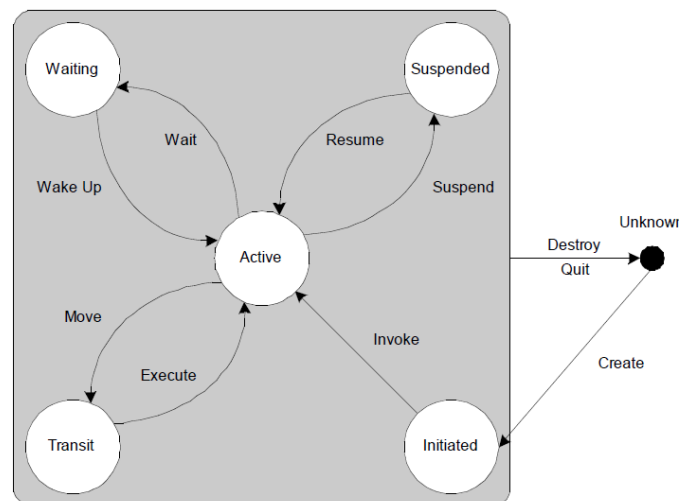 Waiting
Suspended
Wait
Resume
Wake Up
Suspend
Unknown
Destroy
Quit
Active
Move
Invoke
Create
Execute
Transit
Initiated